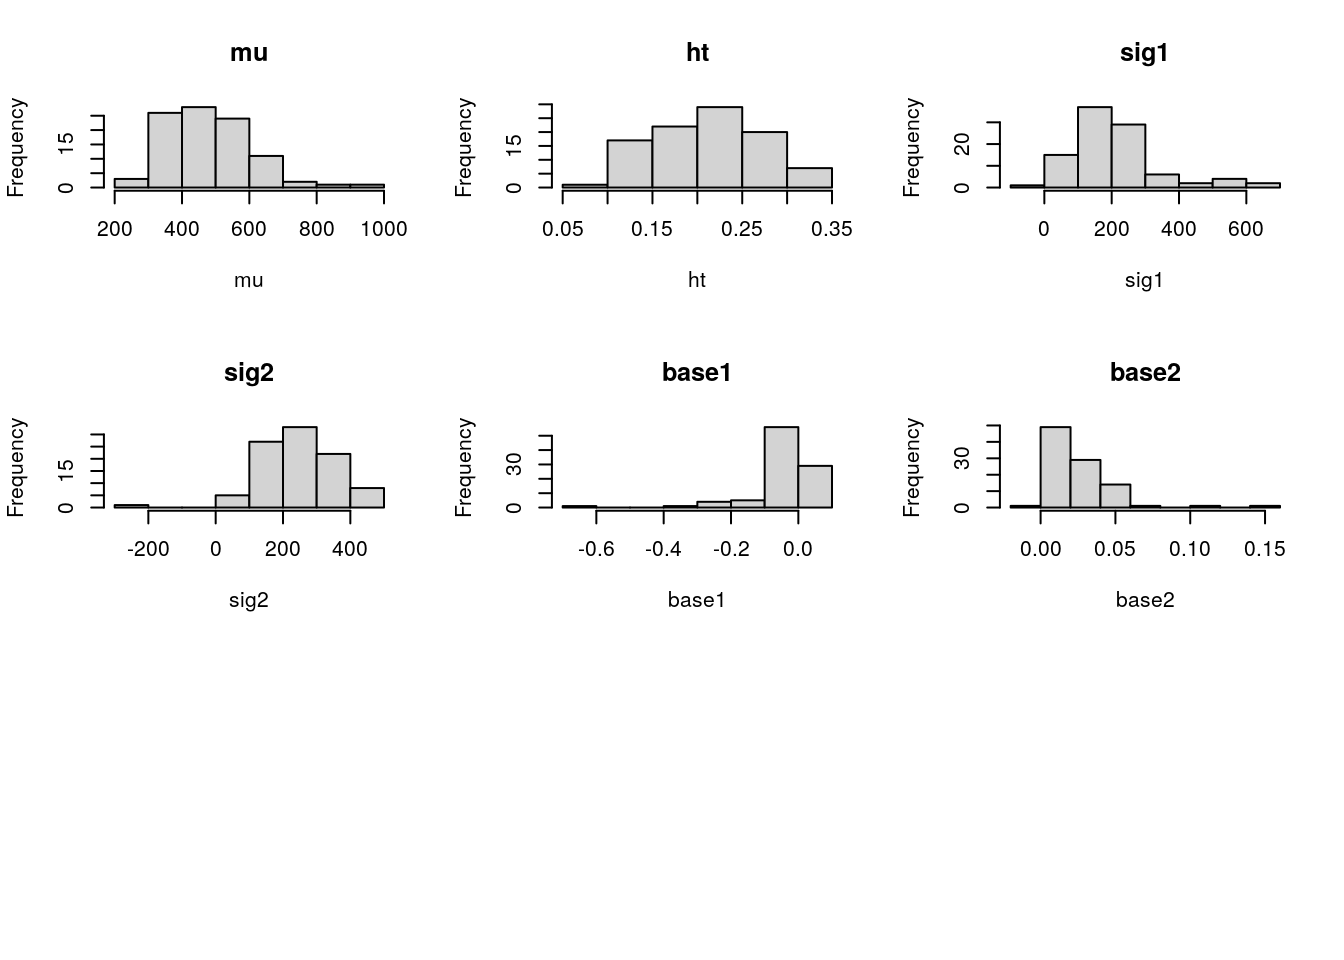 mu
ht
sig1
Frequency
0
15
Frequency
0
15
Frequency
0
20
200 400 600 800 1000
0.05 0.15 0.25 0.35
0 200 400 600
mu
ht
sig1
sig2
base1
base2
Frequency
0
15
Frequency
0
30
Frequency
0
30
-200 0 200 400
-0.6 -0.4 -0.2 0.0
0.00 0.05 0.10 0.15
sig2
base1
base2